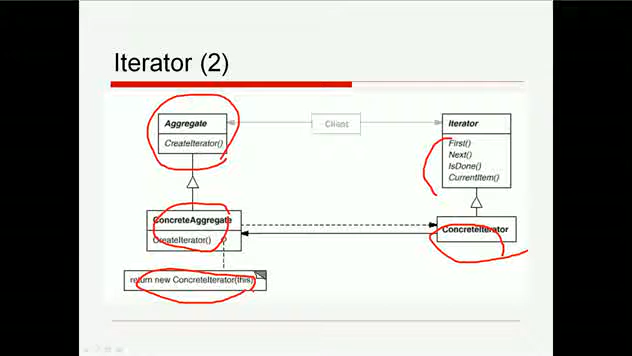 Iterator (2)
Aggregate
CreateIterator()
Client
Iterator
First()
Next()
IsDone()
CurrentItem()
ConcreteAggregate
CreateIterator()
ConcreteIterator
return new ConcreteIterator(this)